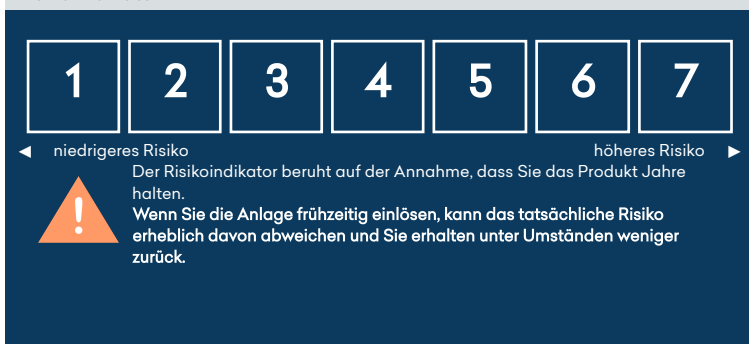 1 2 3 4 5 6 7
◄ niedrigeres Risiko höheres Risiko ►
Der Risikoindikator beruht auf der Annahme, dass Sie das Produkt Jahre
halten.
Wenn Sie die Anlage frühzeitig einlösen, kann das tatsächliche Risiko
erheblich davon abweichen und Sie erhalten unter Umständen weniger
zurück.